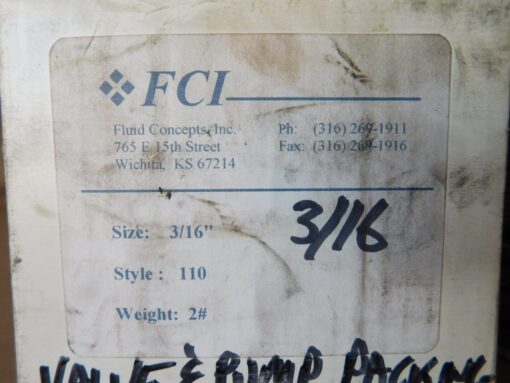 FCI
Fluid Concepts, Inc.
765 E 15th Street
Wichita, KS 67214
Ph: (316) 269-1911
Fax: (316) 269-1916
Size: 3/16"
3/16
Style : 110
Weight: 2#
VALVE & PUMP PACKING